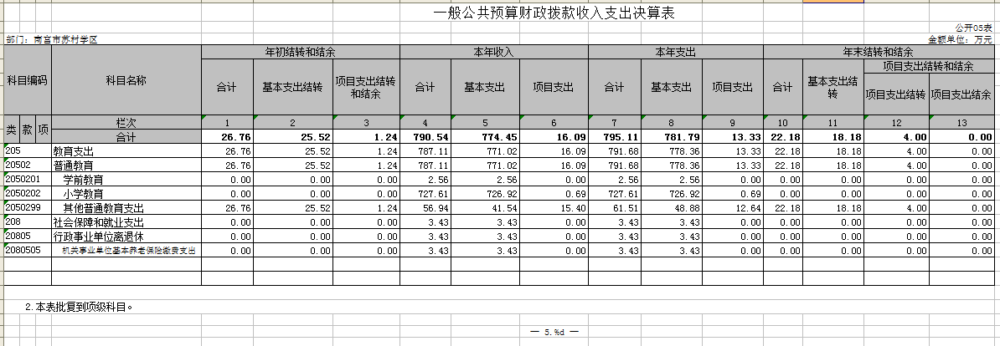 一般公共预算财政拨款收入支出决算表
公开05表
部门：南宫市苏村学区 金额单位：万元
科目编码 科目名称 年初结转和结余 本年收入 本年支出 年末结转和结余
合计 基本支出结转 项目支出结转和结余 合计 基本支出 项目支出 合计 基本支出 项目支出 合计 基本支出结转 项目支出结转和结余
项目支出结转 项目支出结余
类 款 项 栏次 1 2 3 4 5 6 7 8 9 10 11 12 13
合计 26.76 25.52 1.24 790.54 774.45 16.09 795.11 781.79 13.33 22.18 18.18 4.00 0.00
205 教育支出 26.76 25.52 1.24 787.11 771.02 16.09 791.68 778.36 13.33 22.18 18.18 4.00 0.00
20502 普通教育 26.76 25.52 1.24 787.11 771.02 16.09 791.68 778.36 13.33 22.18 18.18 4.00 0.00
2050201 学前教育 0.00 0.00 0.00 2.56 2.56 0.00 2.56 2.56 0.00 0.00 0.00 0.00 0.00
2050202 小学教育 0.00 0.00 0.00 727.61 726.92 0.69 727.61 726.92 0.69 0.00 0.00 0.00 0.00
2050299 其他普通教育支出 26.76 25.52 1.24 56.94 41.54 15.40 61.51 48.88 12.64 22.18 18.18 4.00 0.00
208 社会保障和就业支出 0.00 0.00 0.00 3.43 3.43 0.00 3.43 3.43 0.00 0.00 0.00 0.00 0.00
20805 行政事业单位离退休 0.00 0.00 0.00 3.43 3.43 0.00 3.43 3.43 0.00 0.00 0.00 0.00 0.00
2080505 机关事业单位基本养老保险缴费支出 0.00 0.00 0.00 3.43 3.43 0.00 3.43 3.43 0.00 0.00 0.00 0.00 0.00
2.本表批复到项级科目。
— 5.%d —